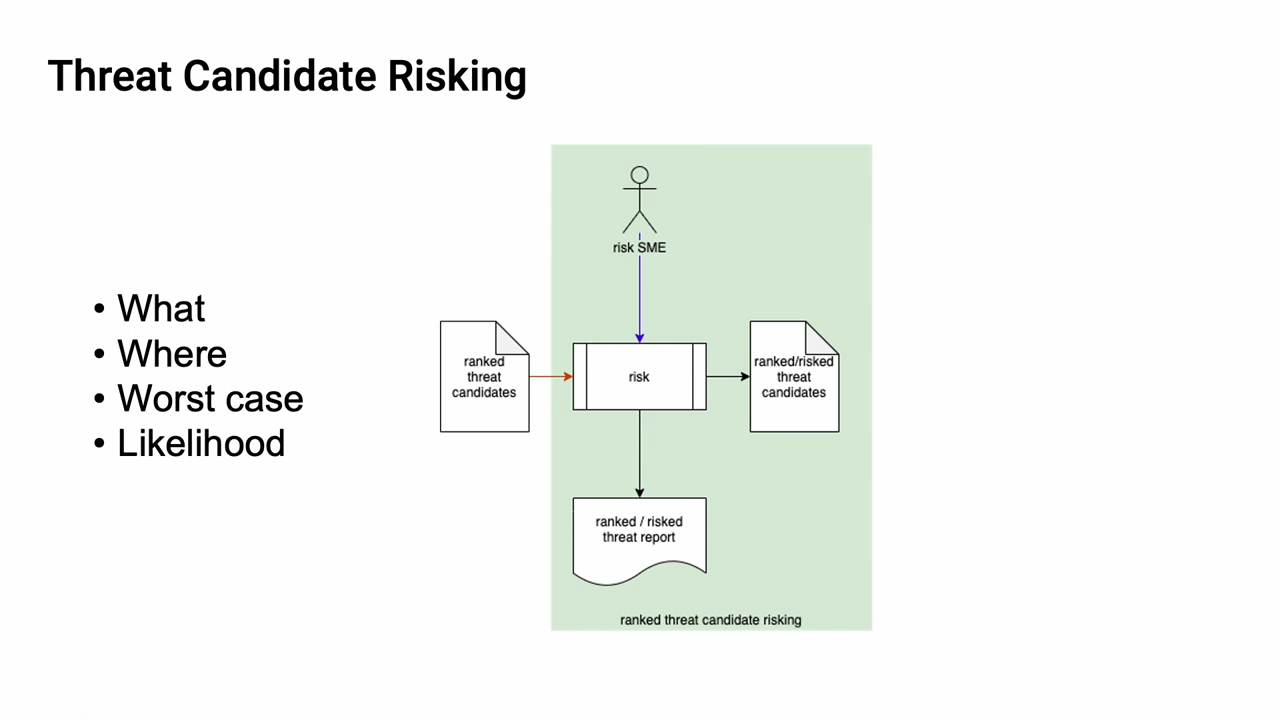 Threat Candidate Risking
• What
• Where
• Worst case
• Likelihood
risk SME
ranked
threat
candidates
risk
ranked/risked
threat
candidates
ranked / risked
threat report
ranked threat candidate risking